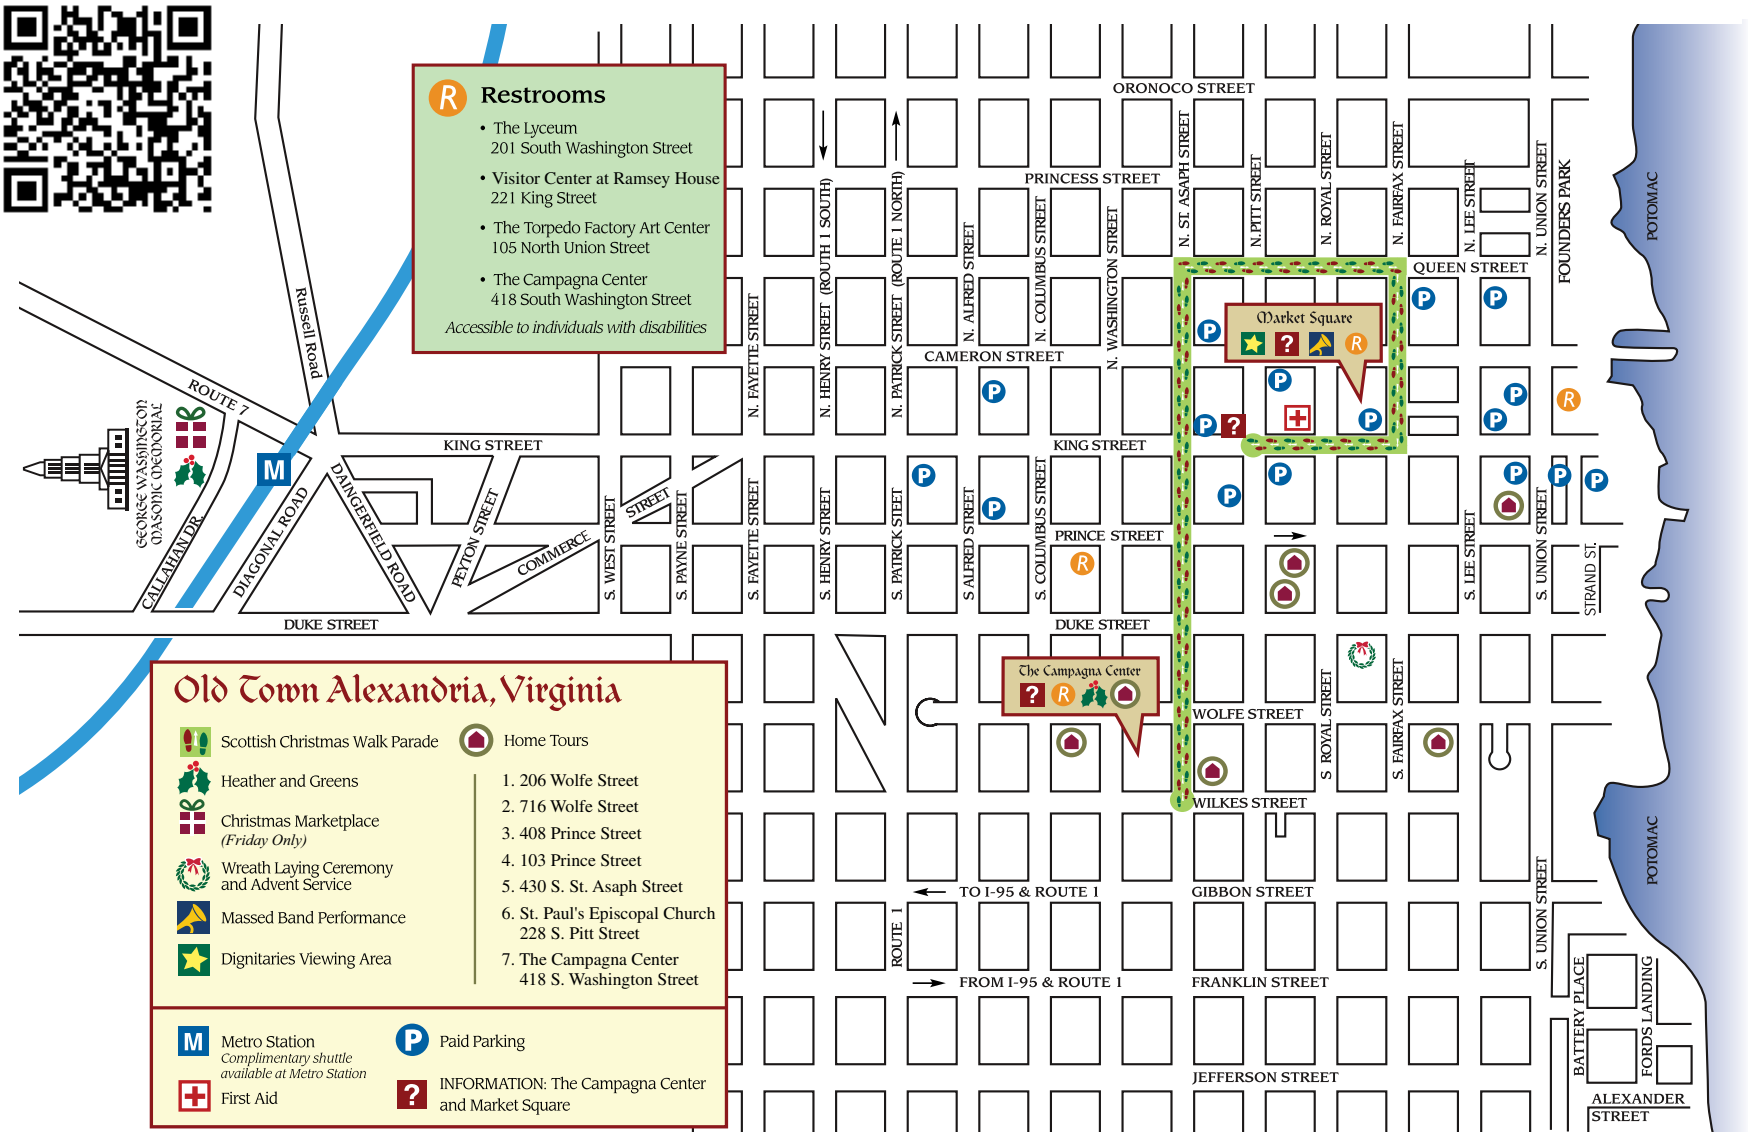 R Restrooms
• The Lyceum
201 South Washington Street
• Visitor Center at Ramsey House
221 King Street
• The Torpedo Factory Art Center
105 North Union Street
• The Campagna Center
418 South Washington Street
Accessible to individuals with disabilities
ORONOCO STREET
PRINCESS STREET
QUEEN STREET
CAMERON STREET
KING STREET
KING STREET
PRINCE STREET
DUKE STREET
DUKE STREET
WOLFE STREET
WILKES STREET
TO I-95 & ROUTE 1
GIBBON STREET
FROM I-95 & ROUTE 1
FRANKLIN STREET
JEFFERSON STREET
ALEXANDER
STREET
N. FAYETTE STREET
N. HENRY STREET (ROUTH 1 SOUTH)
N. PATRICK STREET (ROUTE 1 NORTH)
N. ALFRED STREET
N. COLUMBUS STREET
N. WASHINGTON STREET
N. ST. ASAPH STREET
N.PITT STREET
N. ROYAL STREET
N. FAIRFAX STREET
N. LEE STREET
N. UNION STREET
FOUNDERS PARK
POTOMAC
POTOMAC
Russell Road
ROUTE 7
GEORGE WASHINGTON
MASONIC MEMORIAL
M
CALLAHAN DR.
DIAGONAL ROAD
DAINGERFIELD ROAD
PEYTON STREET
COMMERCE
STREET
S. WEST STREET
S. PAYNE STREET
S. FAYETTE STREET
S. HENRY STREET
S. PATRICK STEET
S. ALFRED STREET
S. COLUMBUS STREET
S ROYAL STREET
S. FAIRFAX STREET
S. LEE STREET
S. UNION STREET
STRAND ST.
ROUTE 1
S. UNION STREET
BATTERY PLACE
FORDS LANDING
Market Square
? R
P
P
P
P
P
P
P
P
P
R
P
?
P
P
P
P
P
P
P
R
The Campagna Center
? R
Old Town Alexandria, Virginia
Scottish Christmas Walk Parade
Heather and Greens
Christmas Marketplace
(Friday Only)
Wreath Laying Ceremony
and Advent Service
Massed Band Performance
Dignitaries Viewing Area
Home Tours
1. 206 Wolfe Street
2. 716 Wolfe Street
3. 408 Prince Street
4. 103 Prince Street
5. 430 S. St. Asaph Street
6. St. Paul's Episcopal Church
228 S. Pitt Street
7. The Campagna Center
418 S. Washington Street
M Metro Station
Complimentary shuttle
available at Metro Station
First Aid
P Paid Parking
? INFORMATION: The Campagna Center
and Market Square